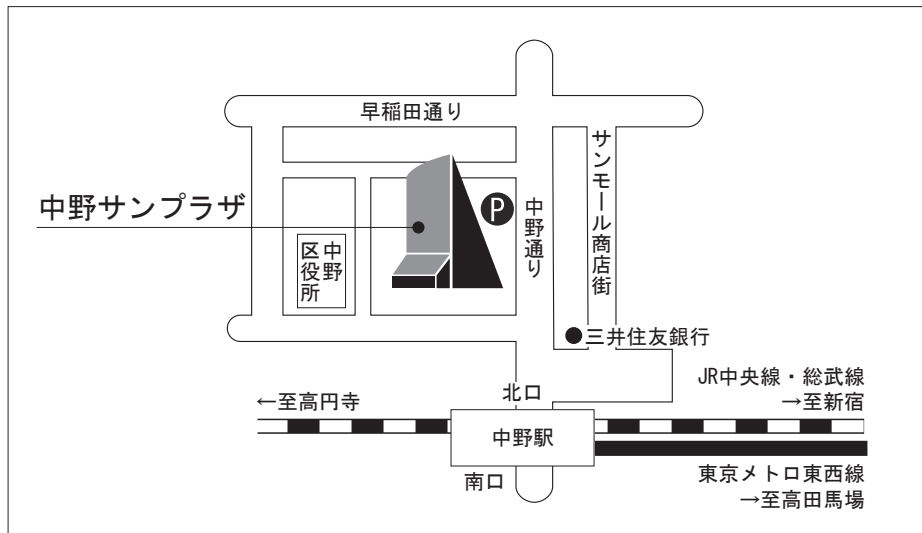 早稲田通り
サンモール商店街
中野サンプラザ
P
中野通り
中野
区役所
三井住友銀行
JR中央線・総武線
→至新宿
北口
←至高円寺
中野駅
南口
東京メトロ東西線
→至高田馬場